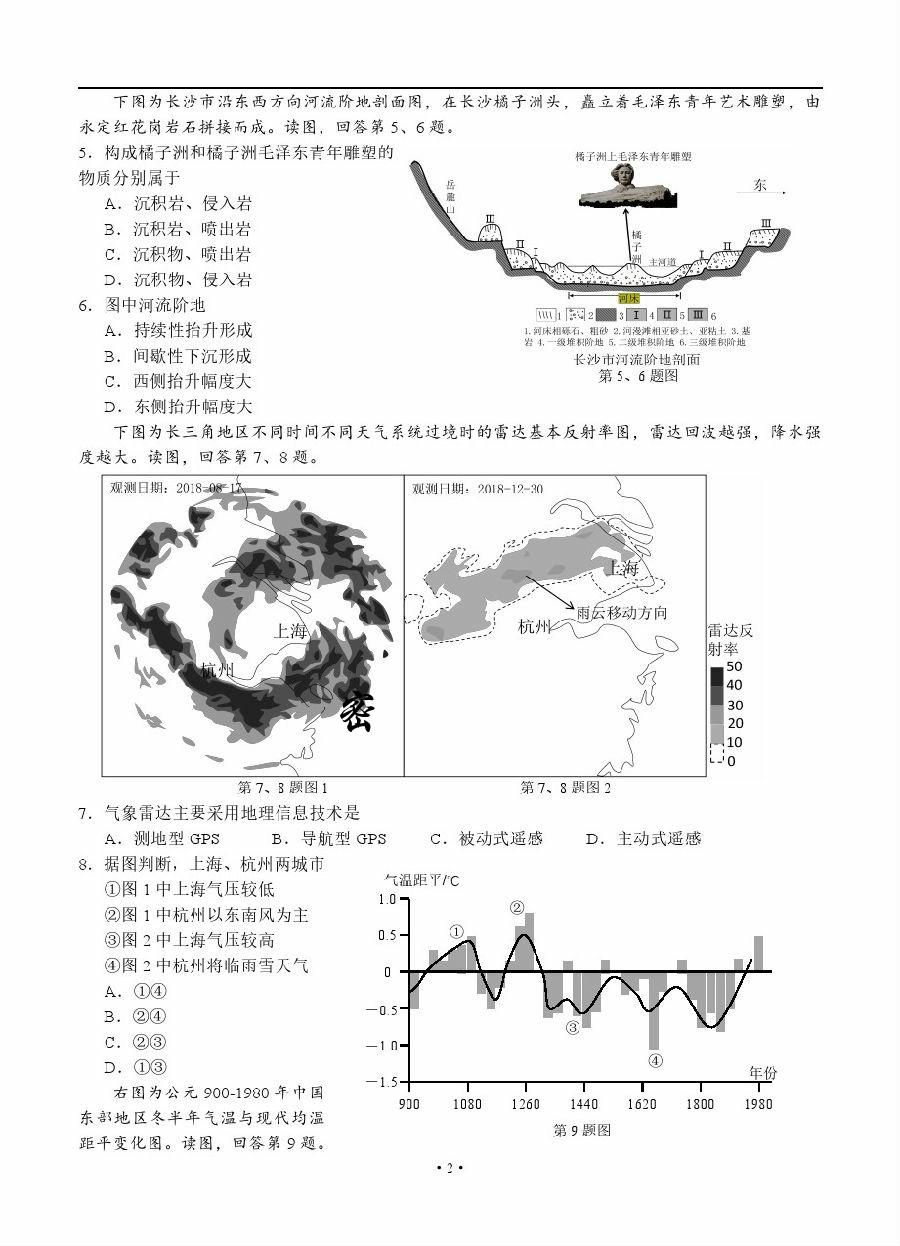 下图为长沙市沿东西方向河流阶地剖面图，在长沙橘子洲头，矗立着毛泽东青年艺术雕塑，由
永定红花岗岩石拼接而成。读图，回答第 5、6 题。
5．构成橘子洲和橘子洲毛泽东青年雕塑的
物质分别属于
A．沉积岩、侵入岩
B．沉积岩、喷出岩
C．沉积物、喷出岩
D．沉积物、侵入岩
6．图中河流阶地
A．持续性抬升形成
B．间歇性下沉形成
C．西侧抬升幅度大
D．东侧抬升幅度大
橘子洲上毛泽东青年雕塑
岳麓山
东
Ⅲ
Ⅱ
I
橘子洲
主河道
I
Ⅱ
Ⅲ
河床
1 2 3 I 4 Ⅱ 5 Ⅲ 6
1.河床相砾石、粗砂 2.河漫滩相亚砂土、亚粘土 3.基
岩 4.一级堆积阶地 5.二级堆积阶地 6.三级堆积阶地
长沙市河流阶地剖面
第 5、6 题图
下图为长三角地区不同时间不同天气系统过境时的雷达基本反射率图，雷达回波越强，降水强
度越大。读图，回答第 7、8 题。
观测日期：2018-08-17
上海
杭州
密
观测日期：2018-12-30
上海
雨云移动方向
杭州
雷达反
射率
50
40
30
20
10
0
第 7、8 题图 1
第 7、8 题图 2
7．气象雷达主要采用地理信息技术是
A．测地型 GPS B．导航型 GPS C．被动式遥感 D．主动式遥感
8．据图判断，上海、杭州两城市
①图 1 中上海气压较低
②图 1 中杭州以东南风为主
③图 2 中上海气压较高
④图 2 中杭州将临雨雪天气
A．①④
B．②④
C．②③
D．①③
右图为公元 900-1980 年中国
东部地区冬半年气温与现代均温
距平变化图。读图，回答第 9 题。
气温距平/℃
1.0
0.5
0
-0.5
-1.0
-1.5
①
②
③
④
年份
900 1080 1260 1440 1620 1800 1980
第 9 题图
· 2 ·